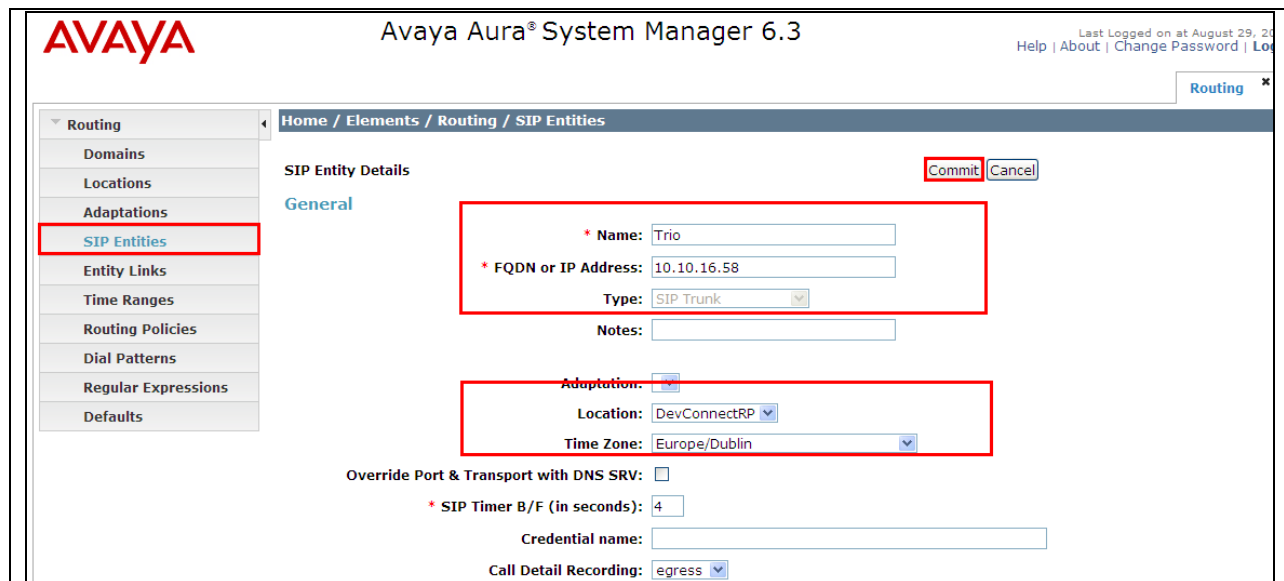 AVAYA
Avaya Aura® System Manager 6.3
Last Logged on at August 29, 20
Help | About | Change Password | Log
Routing ×
Routing
Domains
Locations
Adaptations
SIP Entities
Entity Links
Time Ranges
Routing Policies
Dial Patterns
Regular Expressions
Defaults
Home / Elements / Routing / SIP Entities
SIP Entity Details
Commit Cancel
General
* Name: Trio
* FQDN or IP Address: 10.10.16.58
Type: SIP Trunk
Notes:
Adaptation:
Location: DevConnectRP
Time Zone: Europe/Dublin
Override Port & Transport with DNS SRV:
* SIP Timer B/F (in seconds): 4
Credential name:
Call Detail Recording: egress